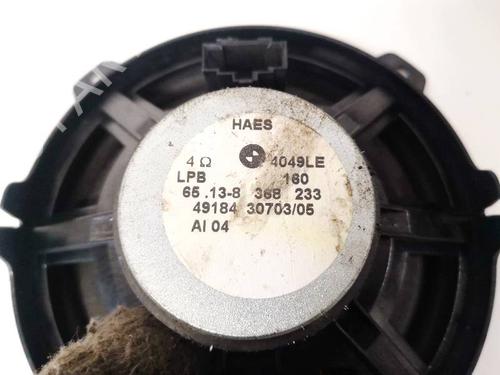 HAES
4 Ω 4049LE
LPB 160
65 .13-8 368 233
49184 30703/05
AI 04